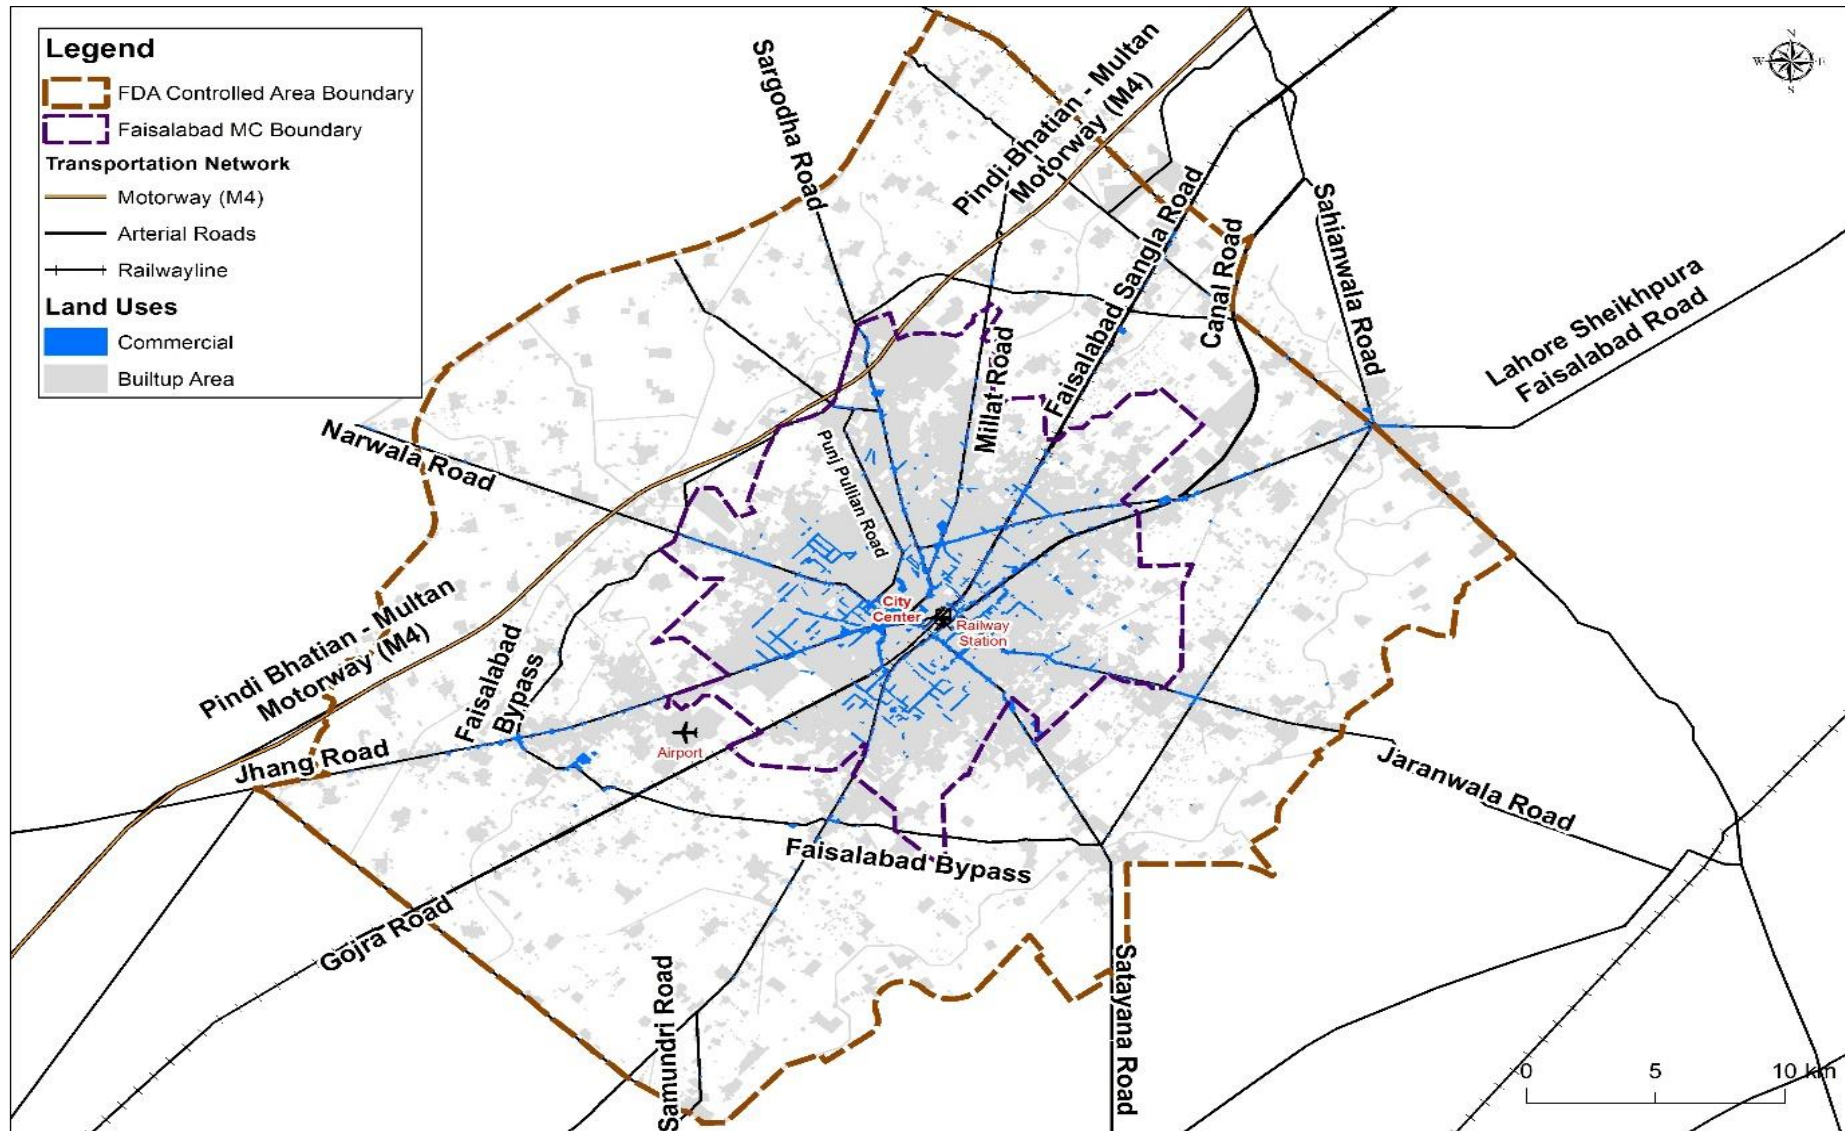 Legend
FDA Controlled Area Boundary
Faisalabad MC Boundary
Transportation Network
Motorway (M4)
Arterial Roads
Railwayline
Land Uses
Commercial
Builtup Area
N
W
E
S
Sargodha Road
Pindi Bhatian - Multan
Motorway (M4)
Faisalabad Sangla Road
Canal Road
Sahianwala Road
Lahore Sheikhpura
Faisalabad Road
Millat Road
Narwala Road
Punj Pullian Road
City
Center
Railway
Station
Pindi Bhatian - Multan
Motorway (M4)
Faisalabad
Bypass
Airport
Jhang Road
Jaranwala Road
Faisalabad Bypass
Gojra Road
Samundri Road
Satayana Road
0 5 10 km